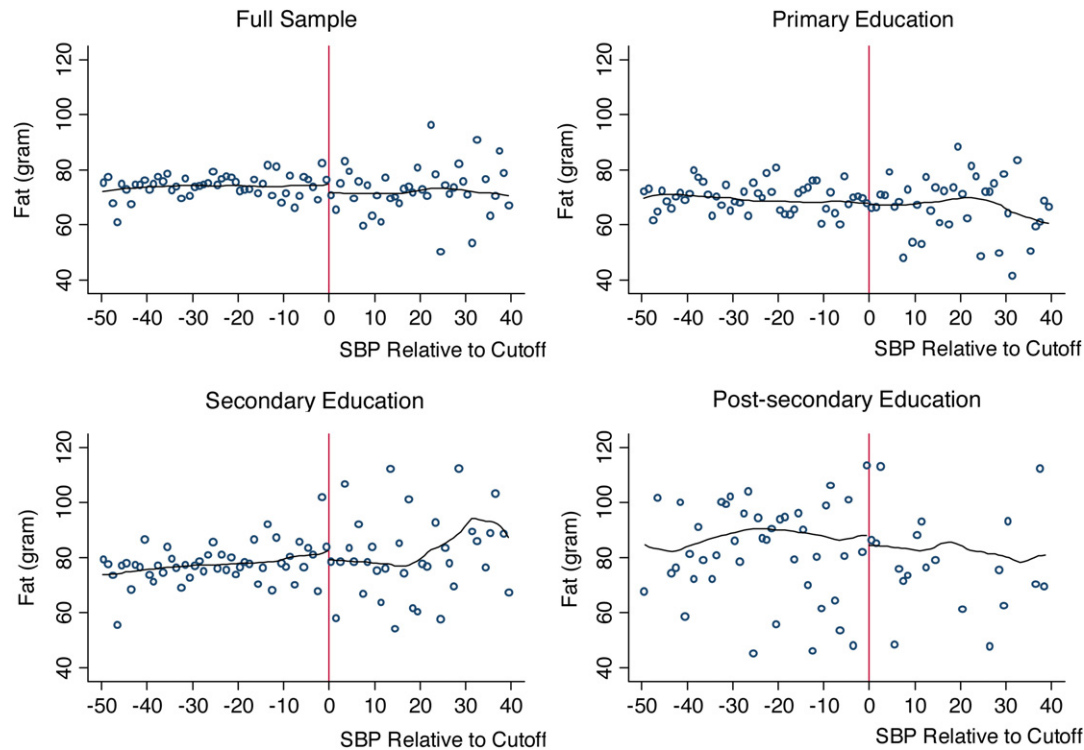 Full Sample
Fat (gram)
120
100
80
60
40
-50 -40 -30 -20 -10 0 10 20 30 40
SBP Relative to Cutoff
Primary Education
Fat (gram)
120
100
80
60
40
-50 -40 -30 -20 -10 0 10 20 30 40
SBP Relative to Cutoff
Secondary Education
Fat (gram)
120
100
80
60
40
-50 -40 -30 -20 -10 0 10 20 30 40
SBP Relative to Cutoff
Post-secondary Education
Fat (gram)
120
100
80
60
40
-50 -40 -30 -20 -10 0 10 20 30 40
SBP Relative to Cutoff